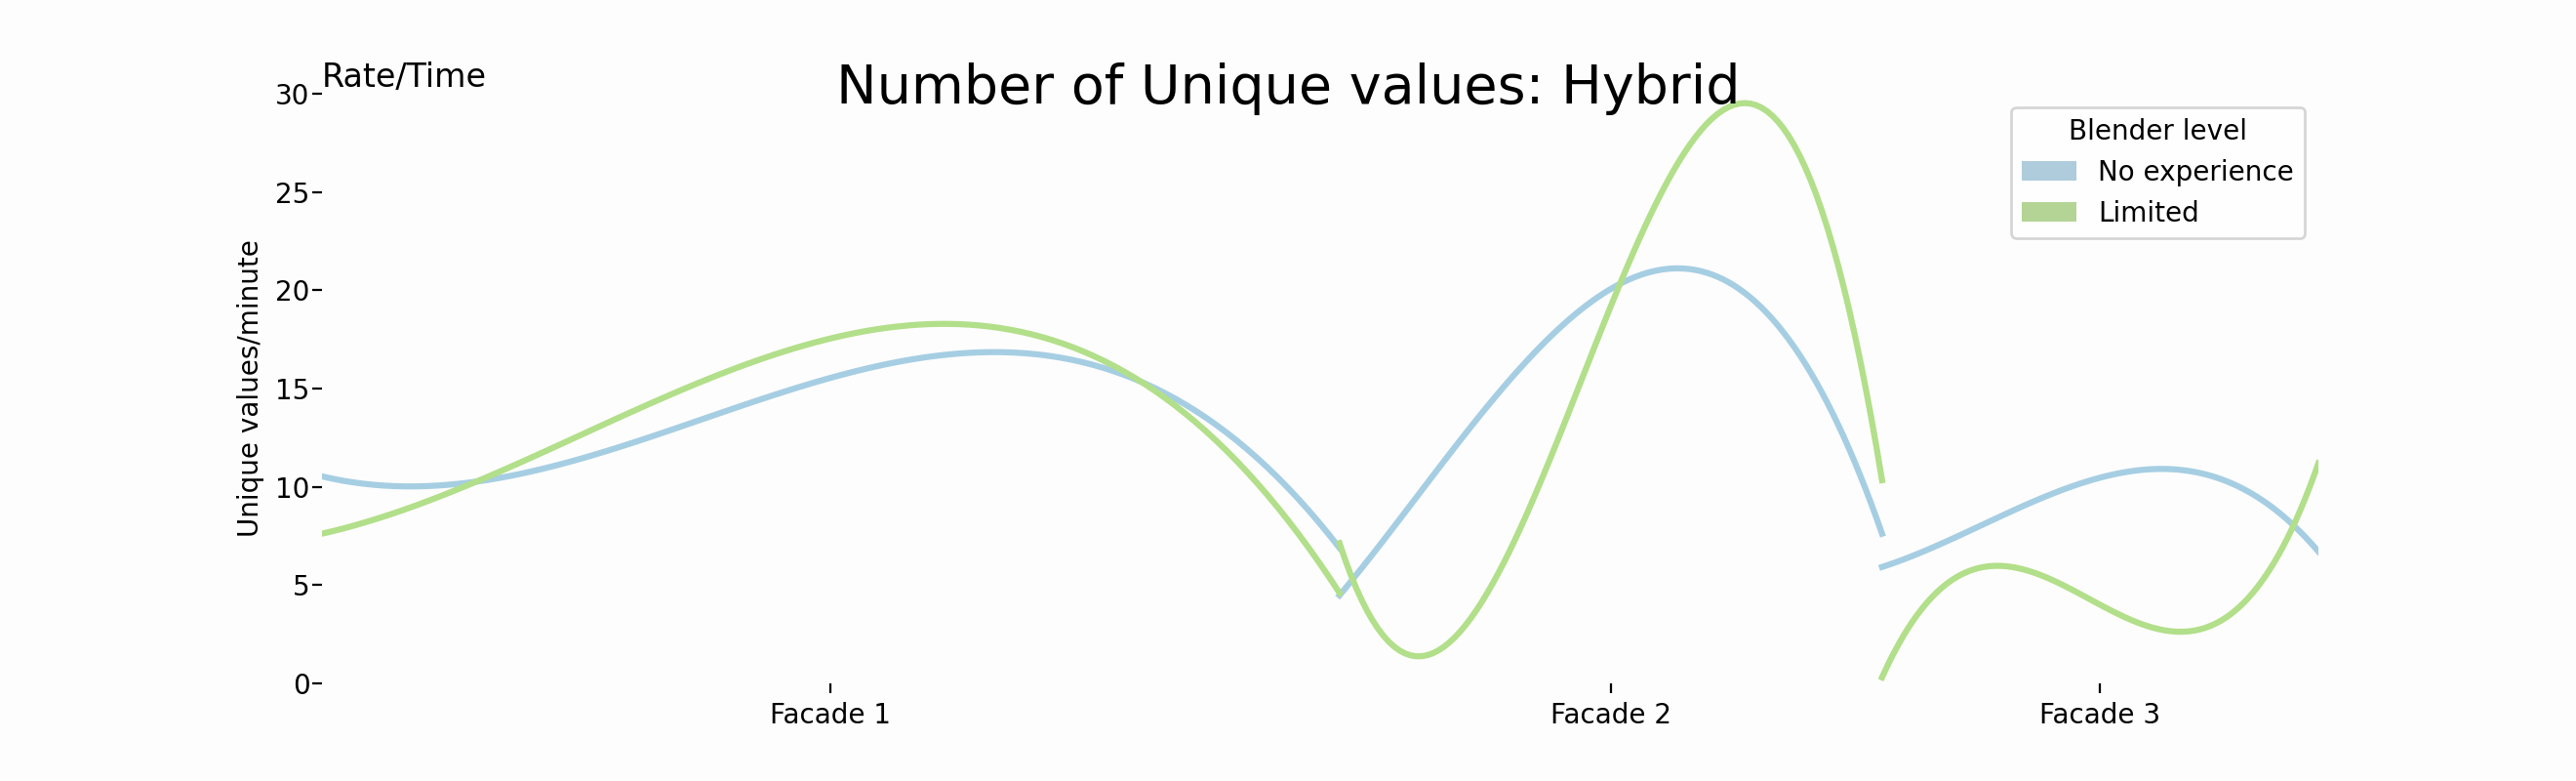 Number of Unique values: Hybrid
Rate/Time
Unique values/minute
30
25
20
15
10
5
0
Facade 1
Facade 2
Facade 3
Blender level
No experience
Limited